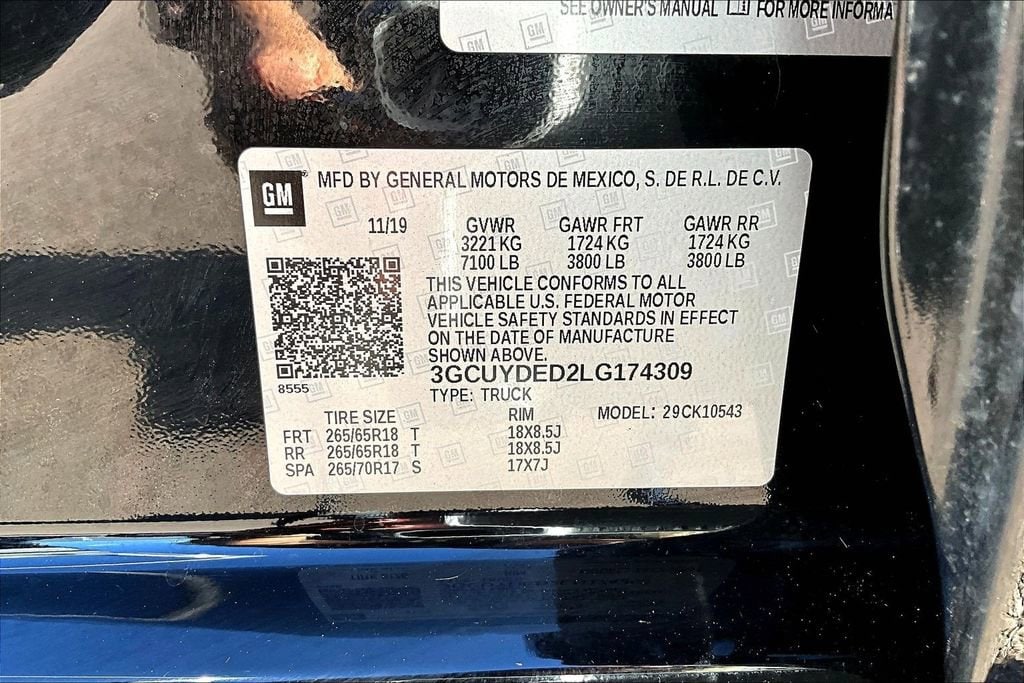 SEE OWNER'S MANUAL FOR MORE INFORMA
GM
MFD BY GENERAL MOTORS DE MEXICO, S. DE R.L. DE C.V.
11/19 GVWR GAWR FRT GAWR RR
3221 KG 1724 KG 1724 KG
7100 LB 3800 LB 3800 LB
THIS VEHICLE CONFORMS TO ALL
APPLICABLE U.S. FEDERAL MOTOR
VEHICLE SAFETY STANDARDS IN EFFECT
ON THE DATE OF MANUFACTURE
SHOWN ABOVE.
8555
3GCUYDED2LG174309
TYPE: TRUCK
TIRE SIZE RIM MODEL: 29CK10543
FRT 265/65R18 T 18X8.5J
RR 265/65R18 T 18X8.5J
SPA 265/70R17 S 17X7J